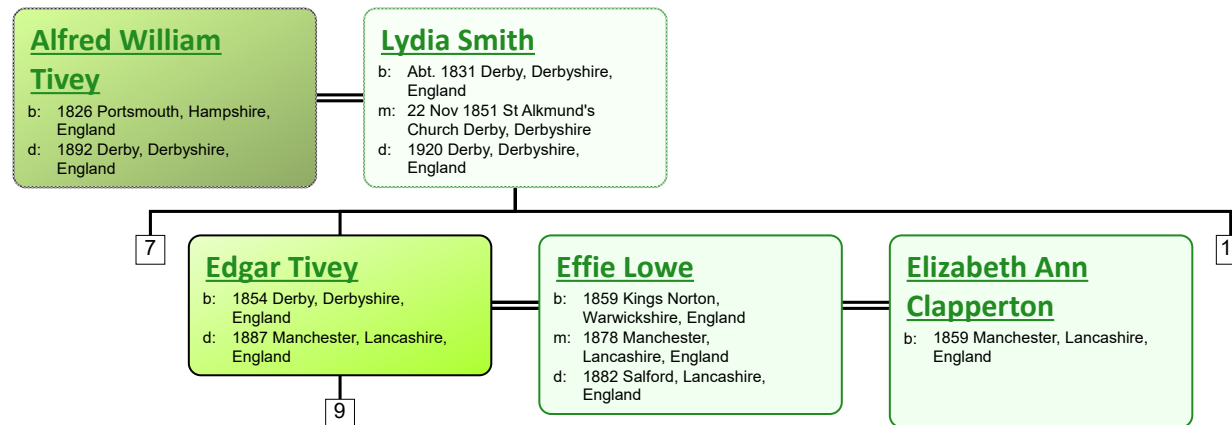 Alfred William
Tivey
b: 1826 Portsmouth, Hampshire,
England
d: 1892 Derby, Derbyshire,
England
Lydia Smith
b: Abt. 1831 Derby, Derbyshire,
England
m: 22 Nov 1851 St Alkmund's
Church Derby, Derbyshire
d: 1920 Derby, Derbyshire,
England
7
Edgar Tivey
b: 1854 Derby, Derbyshire,
England
d: 1887 Manchester, Lancashire,
England
9
Effie Lowe
b: 1859 Kings Norton,
Warwickshire, England
m: 1878 Manchester,
Lancashire, England
d: 1882 Salford, Lancashire,
England
Elizabeth Ann
Clapperton
b: 1859 Manchester, Lancashire,
England